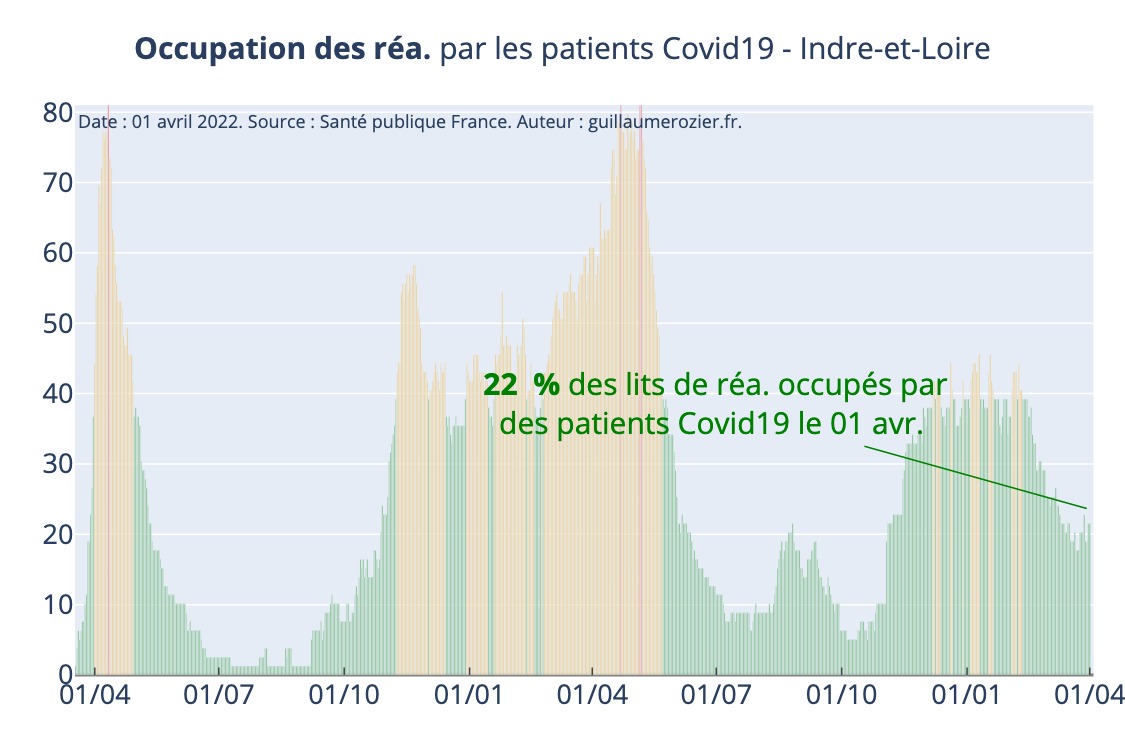 Occupation des réa. par les patients Covid19 - Indre-et-Loire
Date : 01 avril 2022. Source : Santé publique France. Auteur : guillaumerozier.fr.
80
70
60
50
40
30
20
10
0
22 % des lits de réa. occupés par
des patients Covid19 le 01 avr.
01/04 01/07 01/10 01/01 01/04 01/07 01/10 01/01 01/04